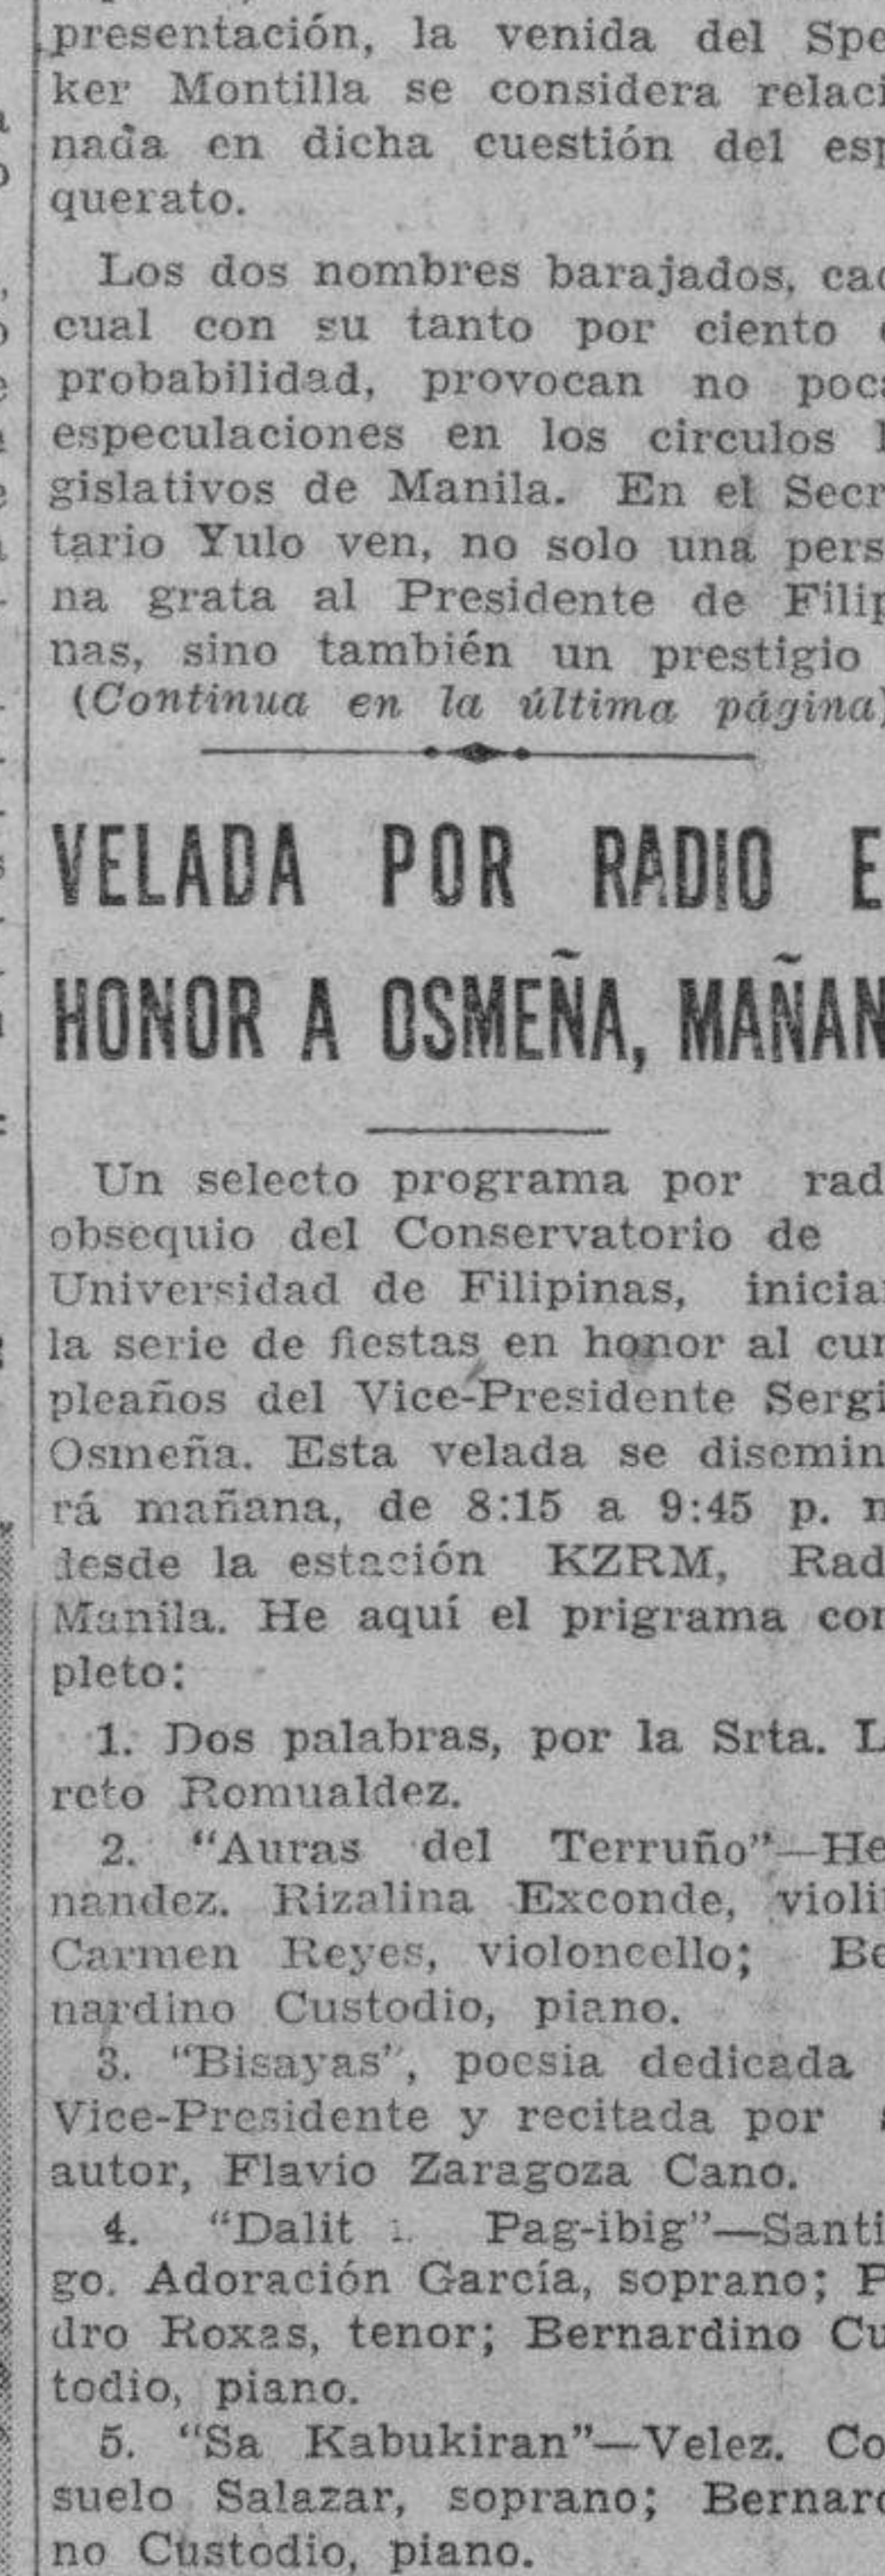 presentación, la venida del Spe
ker Montilla se considera relaci
nada en dicha cuestión del esp
querato.
Los dos nombres barajados, cad
cual con su tanto por ciento
probabilidad, provocan no poca
especulaciones en los circulos l
gislativos de Manila. En el Secr
tario Yulo ven, no solo una pers
na grata al Presidente de Filip
nas, sino también un prestigio
(Continua en la última página)
VELADA POR RADIO E
HONOR A OSMEÑA, MAÑAN
Un selecto programa por rad
obsequio del Conservatorio de
Universidad de Filipinas, inicia
la serie de fiestas en honor al cum
pleaños del Vice-Presidente Sergi
Osmeña. Esta velada se disemin
rá mañana, de 8:15 a 9:45 p. m
desde la estación KZRM, Rad
Manila. He aquí el prigrama com
pleto:
1. Dos palabras, por la Srta. L
reto Romualdez.
2. "Auras del Terruño"—He
nandez. Rizalina Exconde, violi
Carmen Reyes, violoncello; Be
nardino Custodio, piano.
3. "Bisayas", poesia dedicada
Vice-Presidente y recitada por
autor, Flavio Zaragoza Cano.
4. "Dalit Pag-ibig"—Santi
go. Adoración García, soprano; P
dro Roxas, tenor; Bernardino Cu
todio, piano.
5. "Sa Kabukiran"—Velez. Co
suelo Salazar, soprano; Bernard
no Custodio, piano.